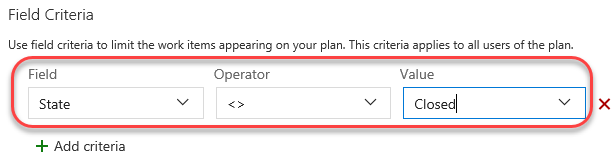 Field Criteria
Use field criteria to limit the work items appearing on your plan. This criteria applies to all users of the plan.
Field Operator Value
State <> Closed
+ Add criteria